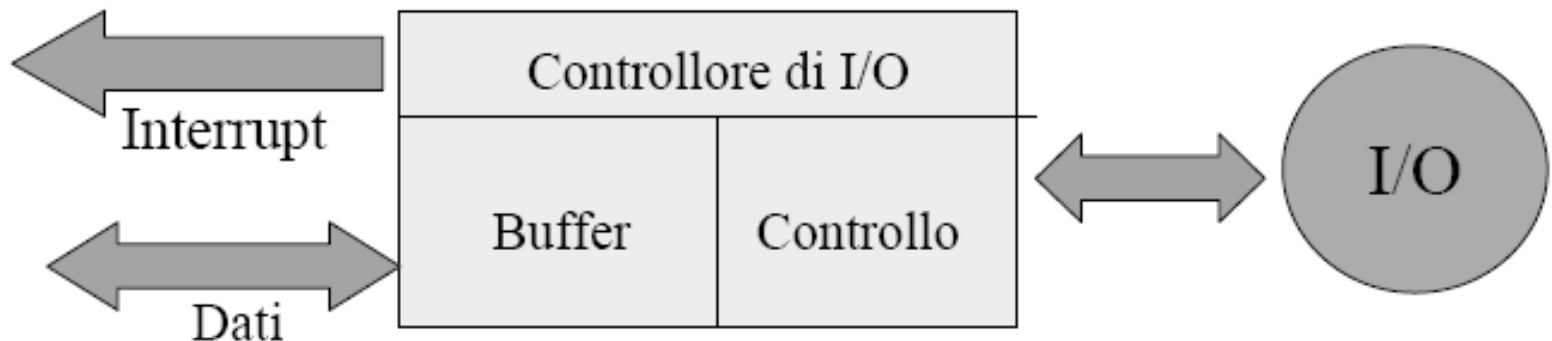 Controllore di I/O
Interrupt
Buffer
Controllo
I/O
Dati